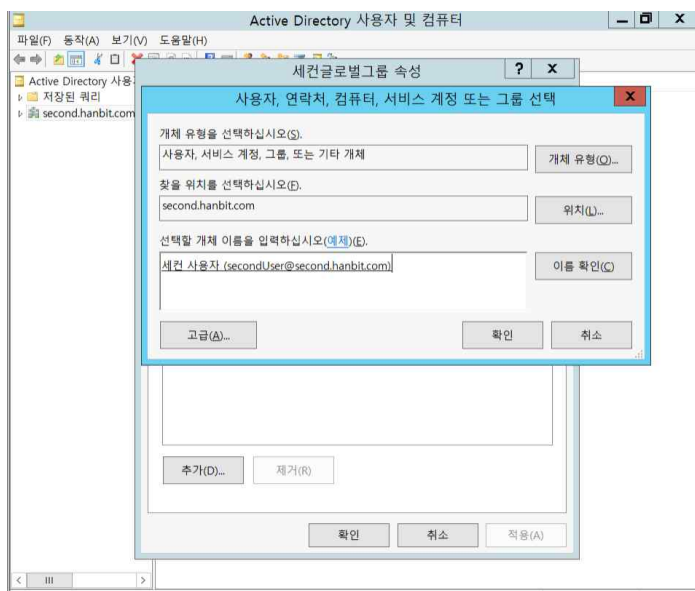 Active Directory 사용자 및 컴퓨터
파일(F) 동작(A) 보기(V) 도움말(H)
세컨글로벌그룹 속성
Active Directory 사용
저장된 쿼리
second.hanbit.com
사용자, 연락처, 컴퓨터, 서비스 계정 또는 그룹 선택
개체 유형을 선택하십시오(S).
사용자, 서비스 계정, 그룹, 또는 기타 개체
개체 유형(O)...
찾을 위치를 선택하십시오(F).
second.hanbit.com
위치(L)...
선택할 개체 이름을 입력하십시오(예제)(E).
세컨 사용자 (secondUser@second.hanbit.com)
이름 확인(C)
고급(A)...
확인
취소
추가(D)...
제거(R)
확인
취소
적용(A)